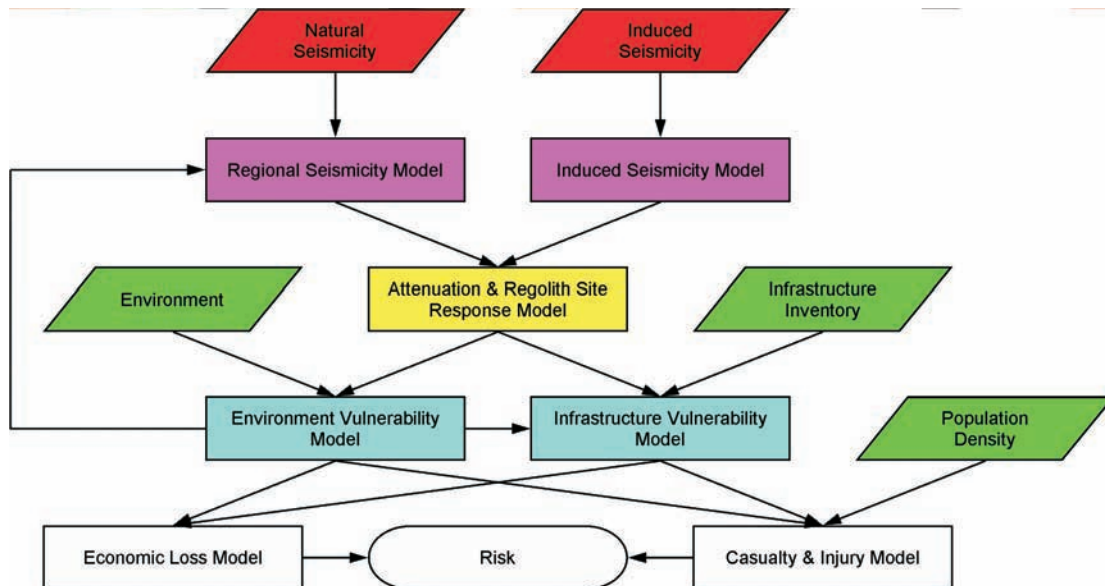 Natural
Seismicity
Induced
Seismicity
Regional Seismicity Model
Induced Seismicity Model
Environment
Attenuation & Regolith Site
Response Model
Infrastructure
Inventory
Environment Vulnerability
Model
Infrastructure Vulnerability
Model
Population
Density
Economic Loss Model
Risk
Casualty & Injury Model